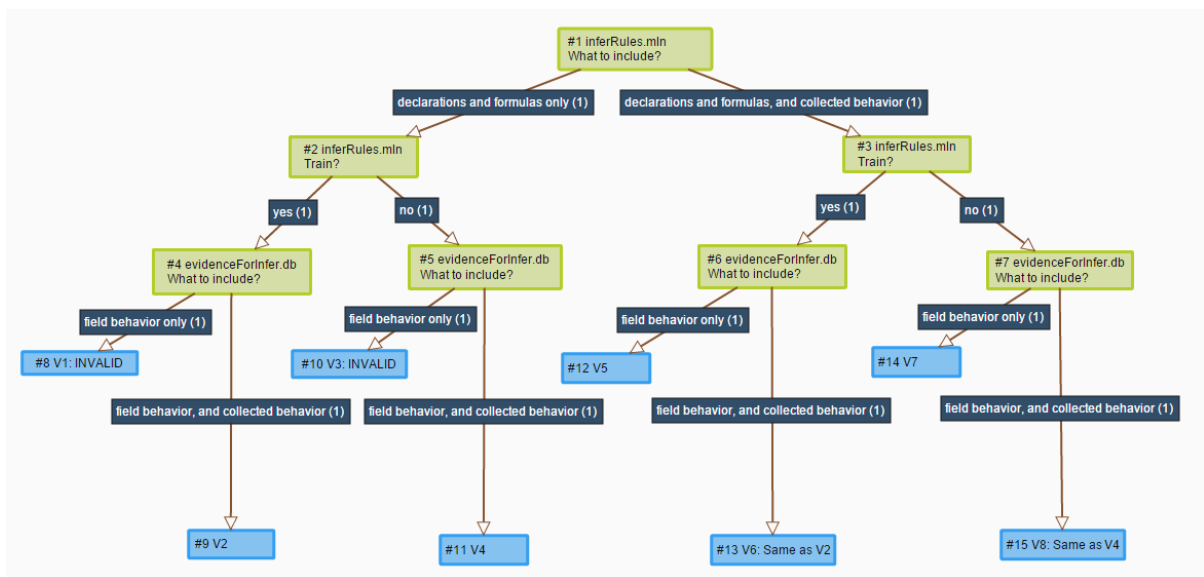 #1 inferRules.mln
What to include?
declarations and formulas only (1)
declarations and formulas, and collected behavior (1)
#2 inferRules.mln
Train?
#3 inferRules.mln
Train?
yes (1)
no (1)
yes (1)
no (1)
#4 evidenceForInfer.db
What to include?
#5 evidenceForInfer.db
What to include?
#6 evidenceForInfer.db
What to include?
#7 evidenceForInfer.db
What to include?
field behavior only (1)
field behavior only (1)
field behavior only (1)
field behavior only (1)
#8 V1: INVALID
#10 V3: INVALID
#12 V5
#14 V7
field behavior, and collected behavior (1)
field behavior, and collected behavior (1)
field behavior, and collected behavior (1)
field behavior, and collected behavior (1)
#9 V2
#11 V4
#13 V6: Same as V2
#15 V8: Same as V4